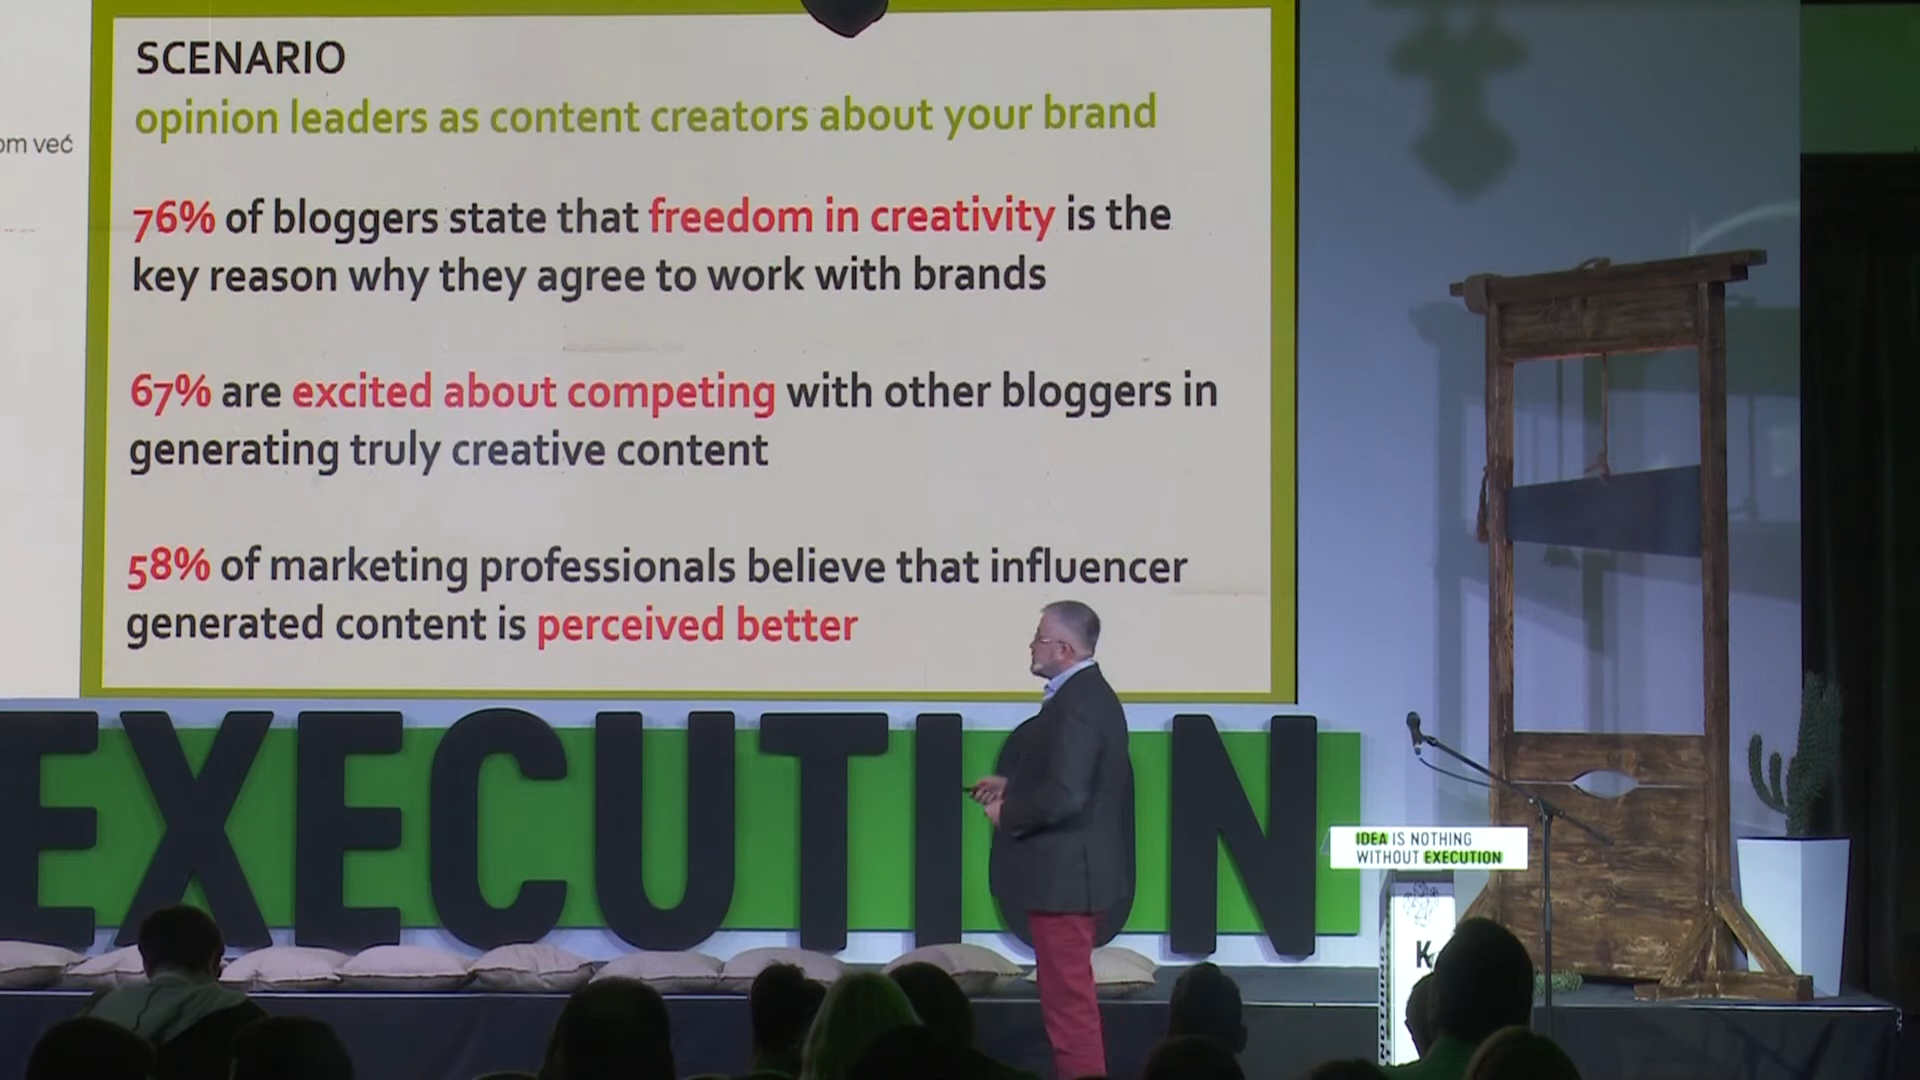 SCENARIO
opinion leaders as content creators about your brand
om već
76% of bloggers state that freedom in creativity is the
key reason why they agree to work with brands
67% are excited about competing with other bloggers in
generating truly creative content
58% of marketing professionals believe that influencer
generated content is perceived better
EXECUTION
IDEA IS NOTHING
WITHOUT EXECUTION
K
NOTHING